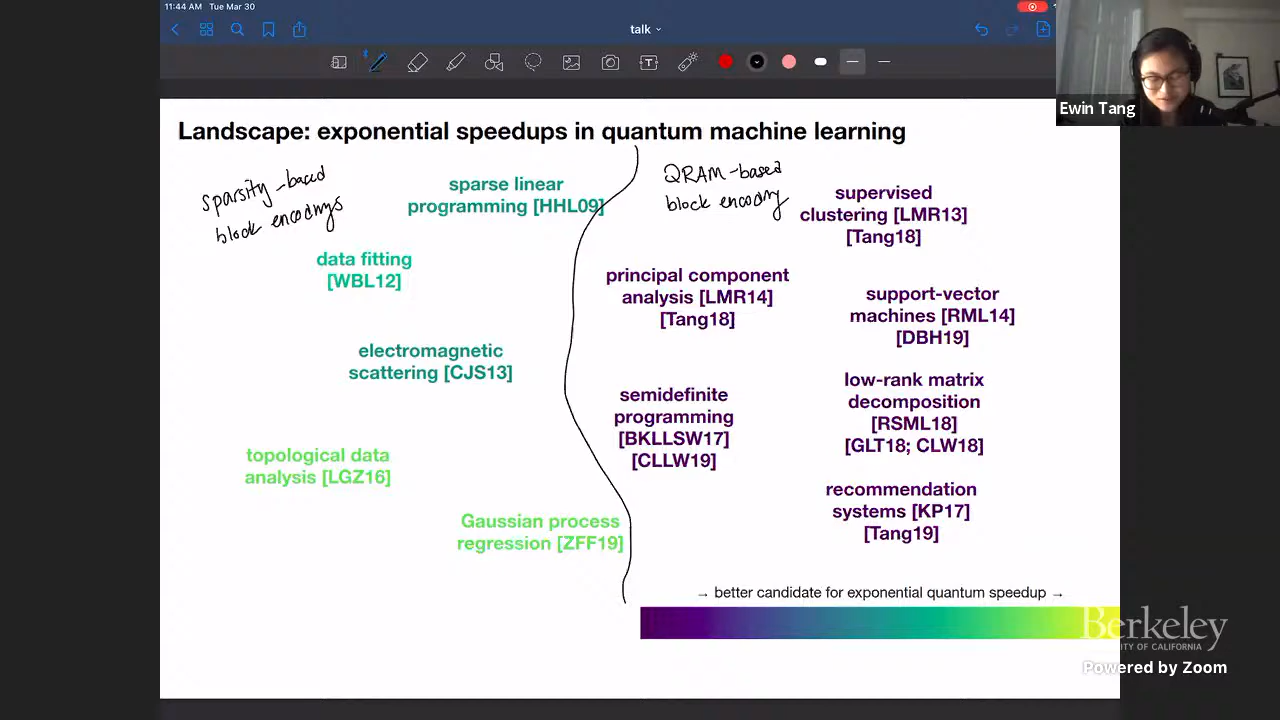 11:44 AM Tue Mar 30
talk
Ewin Tang
Landscape: exponential speedups in quantum machine learning
sparsity-based
block encodings
sparse linear
programming [HHL09]
data fitting
[WBL12]
electromagnetic
scattering [CJS13]
topological data
analysis [LGZ16]
Gaussian process
regression [ZFF19]
QRAM-based
block encoding
supervised
clustering [LMR13]
[Tang18]
principal component
analysis [LMR14]
[Tang18]
support-vector
machines [RML14]
[DBH19]
semidefinite
programming
[BKLLSW17]
[CLLW19]
low-rank matrix
decomposition
[RSML18]
[GLT18; CLW18]
recommendation
systems [KP17]
[Tang19]
→ better candidate for exponential quantum speedup →
Berkeley
ITY OF CALIFORNIA
Powered by Zoom